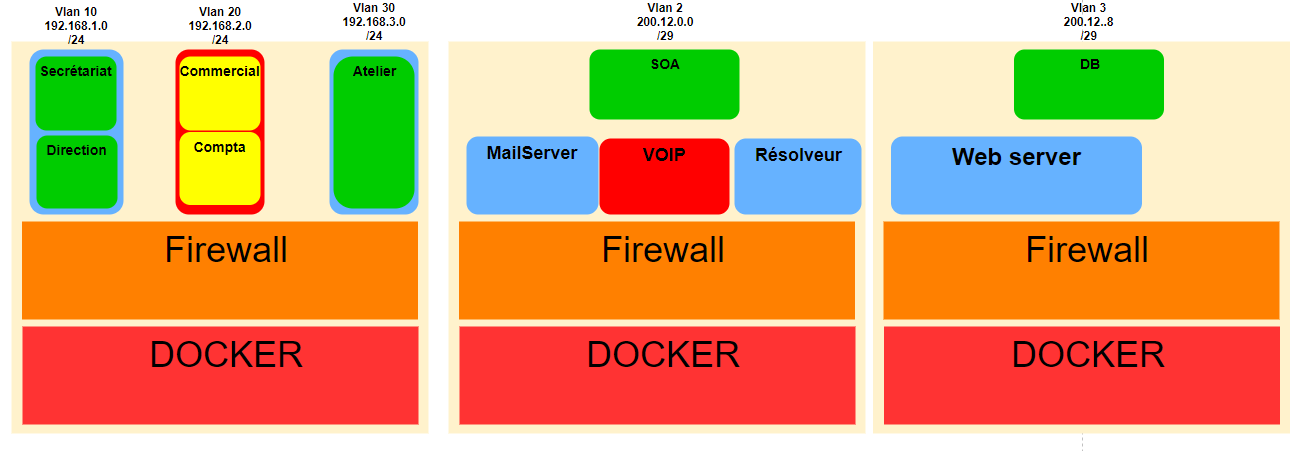 Vlan 10
192.168.1.0
/24
Vlan 20
192.168.2.0
/24
Vlan 30
192.168.3.0
/24
Secrétariat
Direction
Commercial
Compta
Atelier
Firewall
DOCKER
Vlan 2
200.12.0.0
/29
SOA
MailServer
VOIP
Résolveur
Firewall
DOCKER
Vlan 3
200.12..8
/29
DB
Web server
Firewall
DOCKER